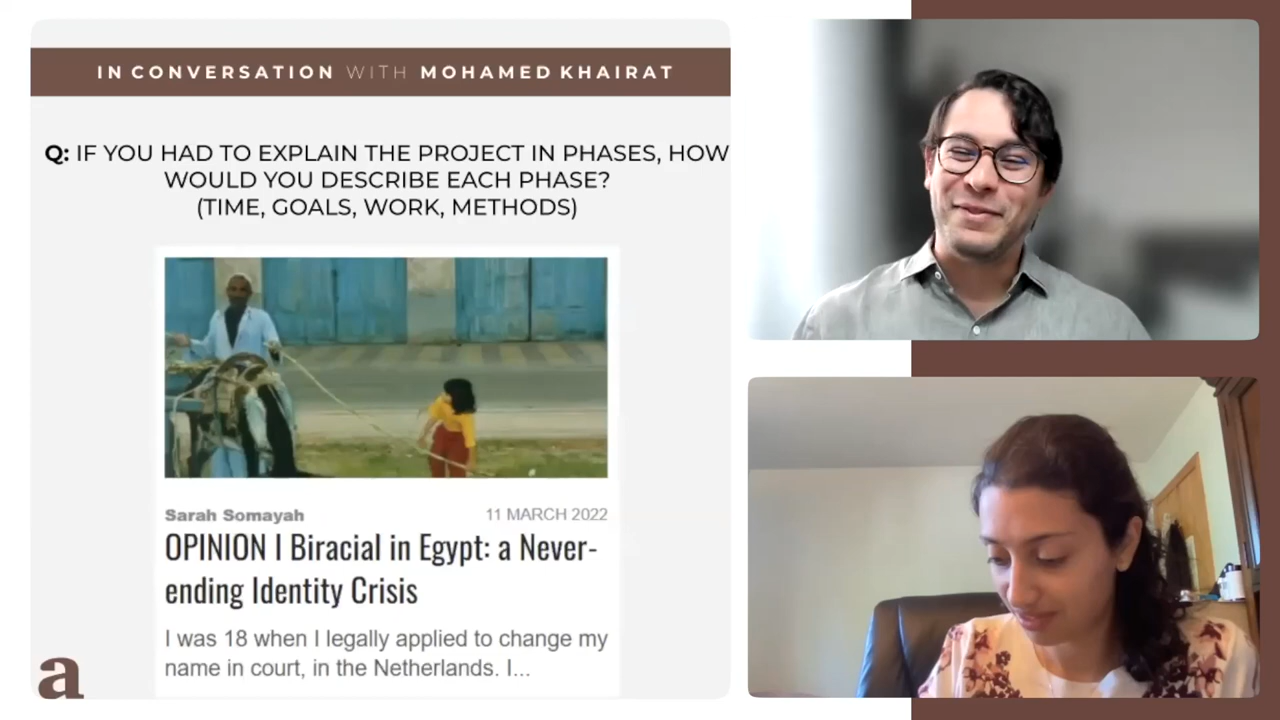 IN CONVERSATION WITH MOHAMED KHAIRAT
Q: IF YOU HAD TO EXPLAIN THE PROJECT IN PHASES, HOW
WOULD YOU DESCRIBE EACH PHASE?
(TIME, GOALS, WORK, METHODS)
Sarah Somayah 11 MARCH 2022
OPINION I Biracial in Egypt: a Never-
ending Identity Crisis
I was 18 when I legally applied to change my
name in court, in the Netherlands. I...
a